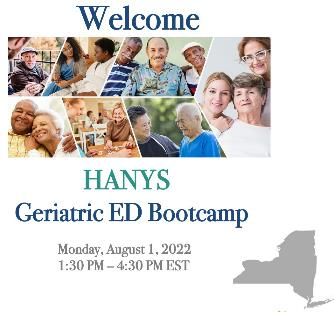 Welcome
HANYS
Geriatric ED Bootcamp
Monday, August 1, 2022
1:30 PM – 4:30 PM EST